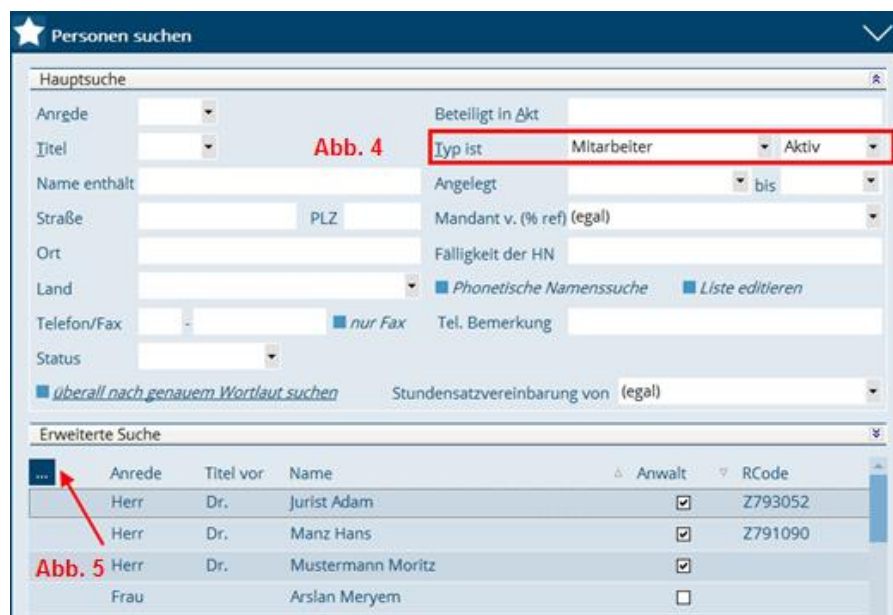 Personen suchen
Hauptsuche
Anrede Beteiligt in Akt
Titel Abb. 4 Typ ist Mitarbeiter Aktiv
Name enthält Angelegt bis
Straße PLZ Mandant v. (% ref) (egal)
Ort Fälligkeit der HN
Land Phonetische Namenssuche Liste editieren
Telefon/Fax - nur Fax Tel. Bemerkung
Status
überall nach genauem Wortlaut suchen Stundensatzvereinbarung von (egal)
Erweiterte Suche
... Anrede Titel vor Name Anwalt RCode
Herr Dr. Jurist Adam Z793052
Herr Dr. Manz Hans Z791090
Abb. 5 Herr Dr. Mustermann Moritz
Frau Arslan Meryem